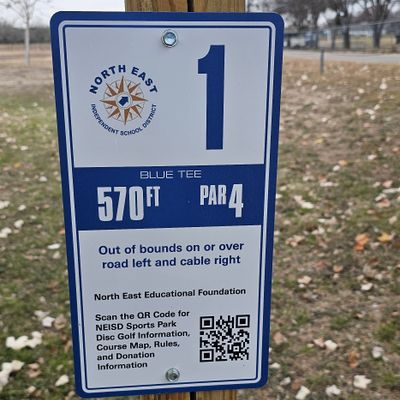 NORTH EAST
INDEPENDENT SCHOOL DISTRICT
1
BLUE TEE
570FT PAR4
Out of bounds on or over
road left and cable right
North East Educational Foundation
Scan the QR Code for
NEISD Sports Park
Disc Golf Information,
Course Map, Rules,
and Donation
Information